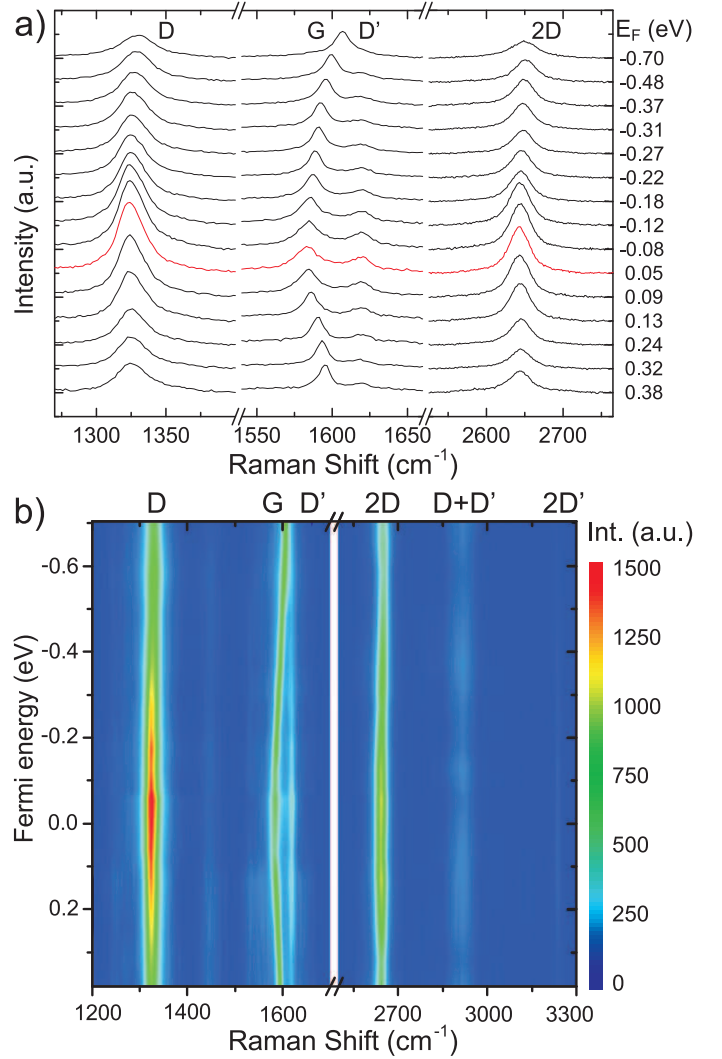 a)
D G D' 2D E_F (eV)
-0.70
-0.48
-0.37
-0.31
-0.27
-0.22
-0.18
-0.12
-0.08
0.05
0.09
0.13
0.24
0.32
0.38
Intensity (a.u.)
1300 1350 1550 1600 1650 2600 2700
Raman Shift (cm⁻¹)
b)
D G D' 2D D+D' 2D' Int. (a.u.)
-0.6
-0.4
-0.2
0.0
0.2
Fermi energy (eV)
1500
1250
1000
750
500
250
0
1200 1400 1600 2700 3000 3300
Raman Shift (cm⁻¹)